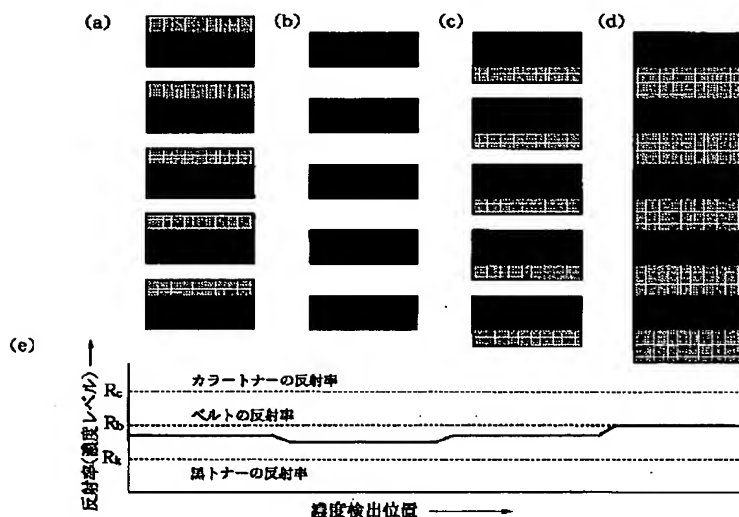 (a) (b) (c) (d)
(e)
反射率(濃度レベル)
Rc カラートナーの反射率
Rb ベルトの反射率
Rk
黒トナーの反射率
濃度検出位置